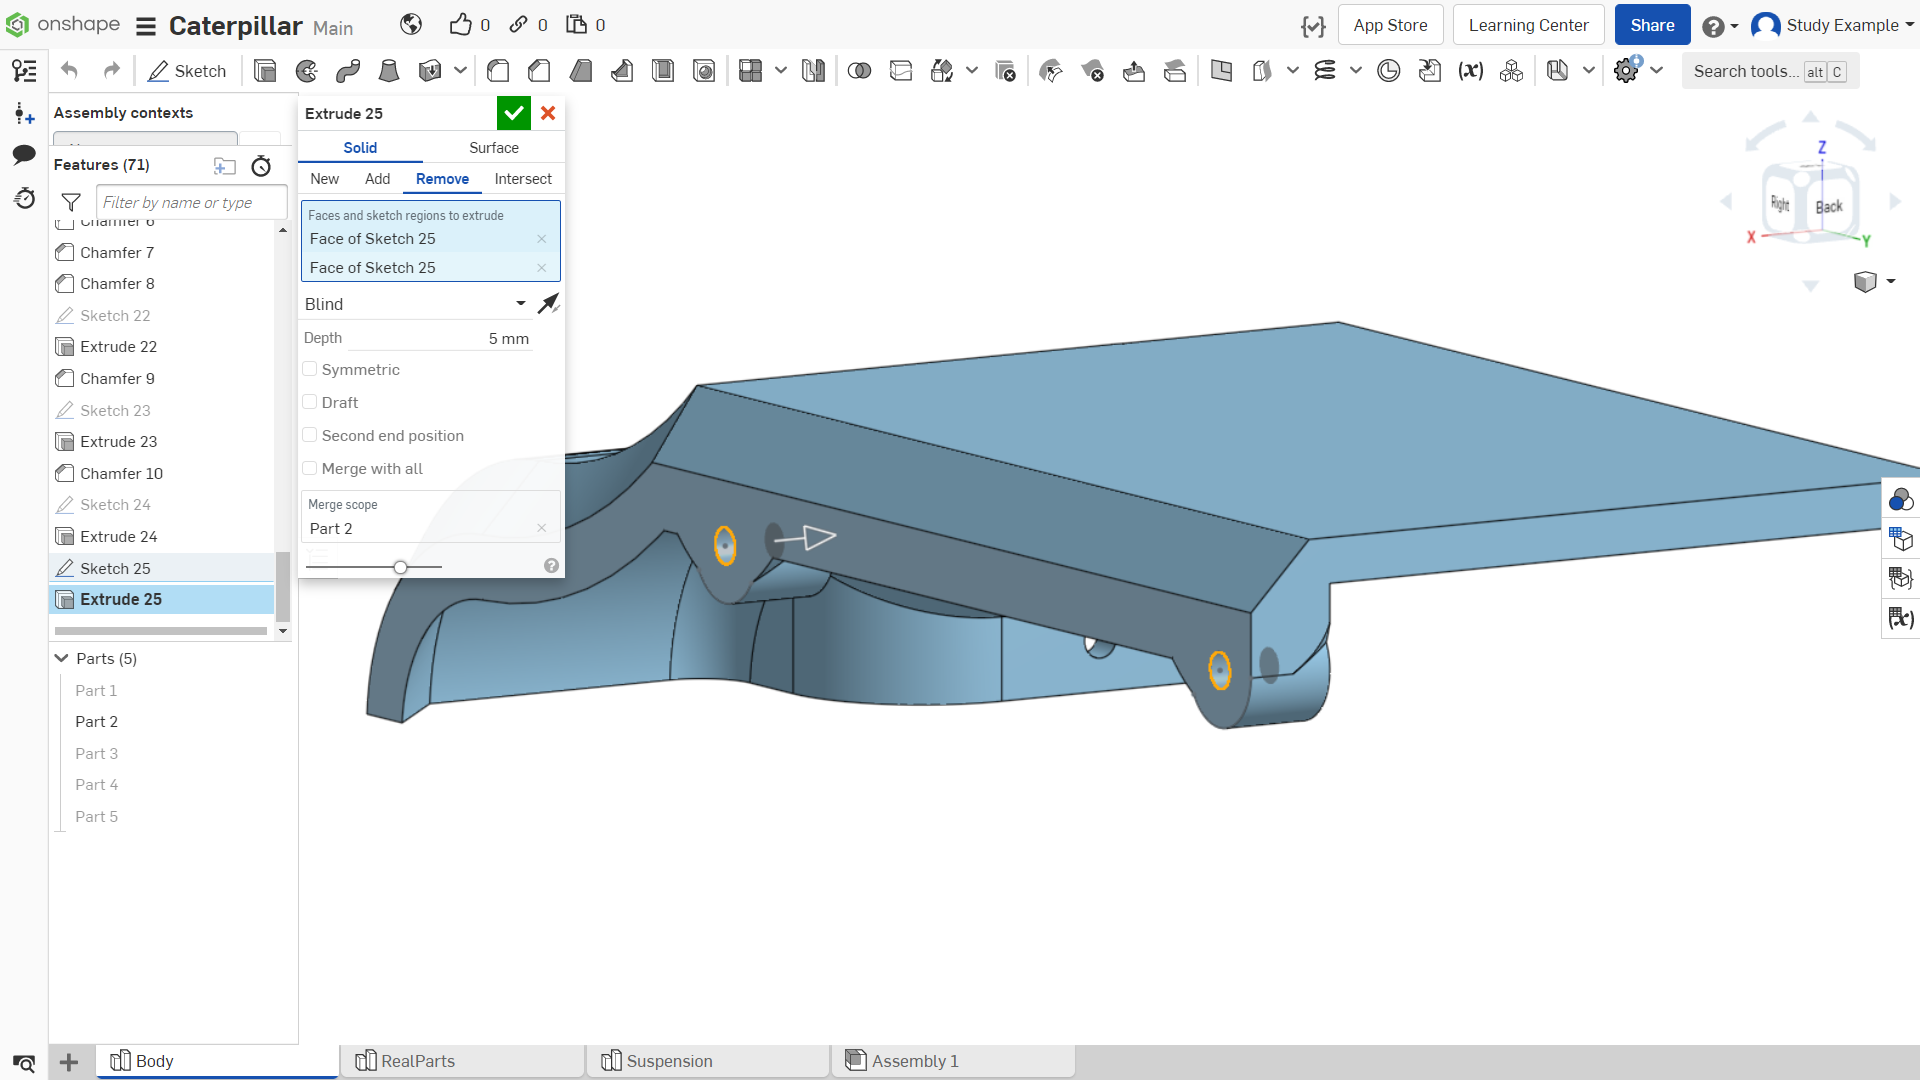 onshape Caterpillar Main 0 0 0 App Store Learning Center Share Study Example
Sketch Search tools... alt C
Assembly contexts
Features (71)
Filter by name or type
Chamfer 6
Chamfer 7
Chamfer 8
Sketch 22
Extrude 22
Chamfer 9
Sketch 23
Extrude 23
Chamfer 10
Sketch 24
Extrude 24
Sketch 25
Extrude 25
Parts (5)
Part 1
Part 2
Part 3
Part 4
Part 5
Extrude 25
Solid Surface
New Add Remove Intersect
Faces and sketch regions to extrude
Face of Sketch 25
Face of Sketch 25
Blind
Depth 5 mm
Symmetric
Draft
Second end position
Merge with all
Merge scope
Part 2
Z
Right Back
X Y
Body RealParts Suspension Assembly 1